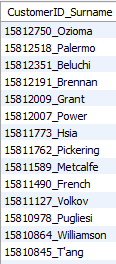 CustomerID_Surname
15812750_Ozioma
15812518_Palermo
15812351_Beluchi
15812191_Brennan
15812009_Grant
15812007_Power
15811773_Hsia
15811762_Pickering
15811589_Metcalfe
15811490_French
15811127_Volkov
15810978_Pugliesi
15810864_Williamson
15810845_T'ang